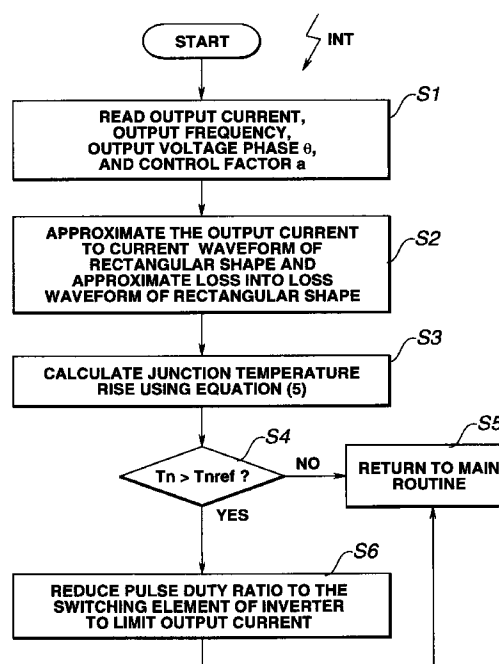 START
INT
S1
READ OUTPUT CURRENT,
OUTPUT FREQUENCY,
OUTPUT VOLTAGE PHASE θ,
AND CONTROL FACTOR a
S2
APPROXIMATE THE OUTPUT CURRENT
TO CURRENT WAVEFORM OF
RECTANGULAR SHAPE AND
APPROXIMATE LOSS INTO LOSS
WAVEFORM OF RECTANGULAR SHAPE
S3
CALCULATE JUNCTION TEMPERATURE
RISE USING EQUATION (5)
S4
Tn > Tnref ?
NO
YES
S5
RETURN TO MAIN
ROUTINE
S6
REDUCE PULSE DUTY RATIO TO THE
SWITCHING ELEMENT OF INVERTER
TO LIMIT OUTPUT CURRENT